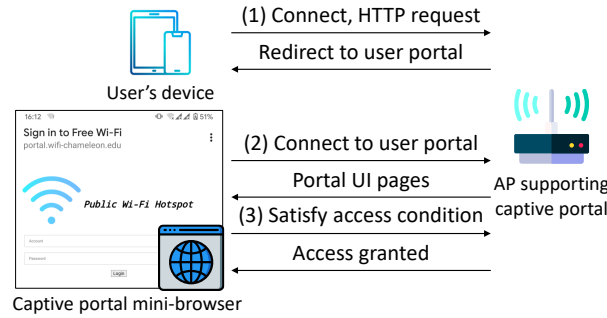 (1) Connect, HTTP request
Redirect to user portal
User's device
16:12 51%
Sign in to Free Wi-Fi
portal.wifi-chameleon.edu
(2) Connect to user portal
Portal UI pages
AP supporting
captive portal
Public Wi-Fi Hotspot
(3) Satisfy access condition
Account
Password
Login
Access granted
Captive portal mini-browser